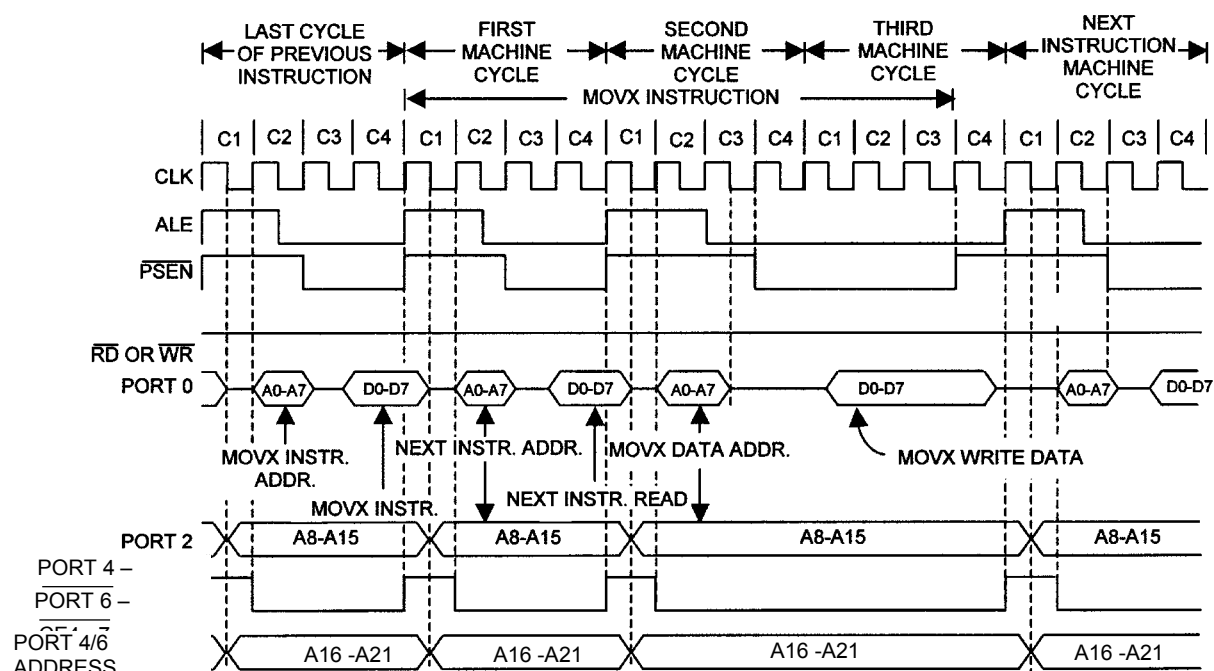 LAST CYCLE
OF PREVIOUS
INSTRUCTION
FIRST
MACHINE
CYCLE
SECOND
MACHINE
CYCLE
THIRD
MACHINE
CYCLE
NEXT
INSTRUCTION
MACHINE
CYCLE
MOVX INSTRUCTION
C1 C2 C3 C4 C1 C2 C3 C4 C1 C2 C3 C4 C1 C2 C3 C4 C1 C2 C3 C4
CLK
ALE
PSEN
RD OR WR
PORT 0
A0-A7 D0-D7 A0-A7 D0-D7 A0-A7 D0-D7 A0-A7 D0-D7
MOVX INSTR.
ADDR.
NEXT INSTR. ADDR.
MOVX DATA ADDR.
MOVX WRITE DATA
MOVX INSTR.
NEXT INSTR. READ
PORT 2
A8-A15 A8-A15 A8-A15 A8-A15
PORT 4 –
PORT 6 –
PORT 4/6
ADDRESS
A16 -A21 A16 -A21 A16 -A21 A16 -A21